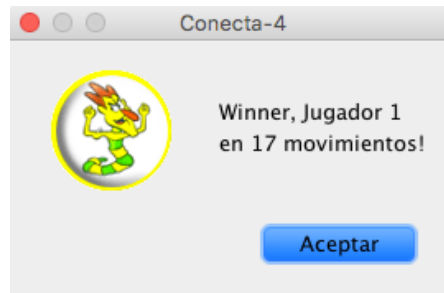 Conecta-4
Winner, Jugador 1
en 17 movimientos!
Aceptar